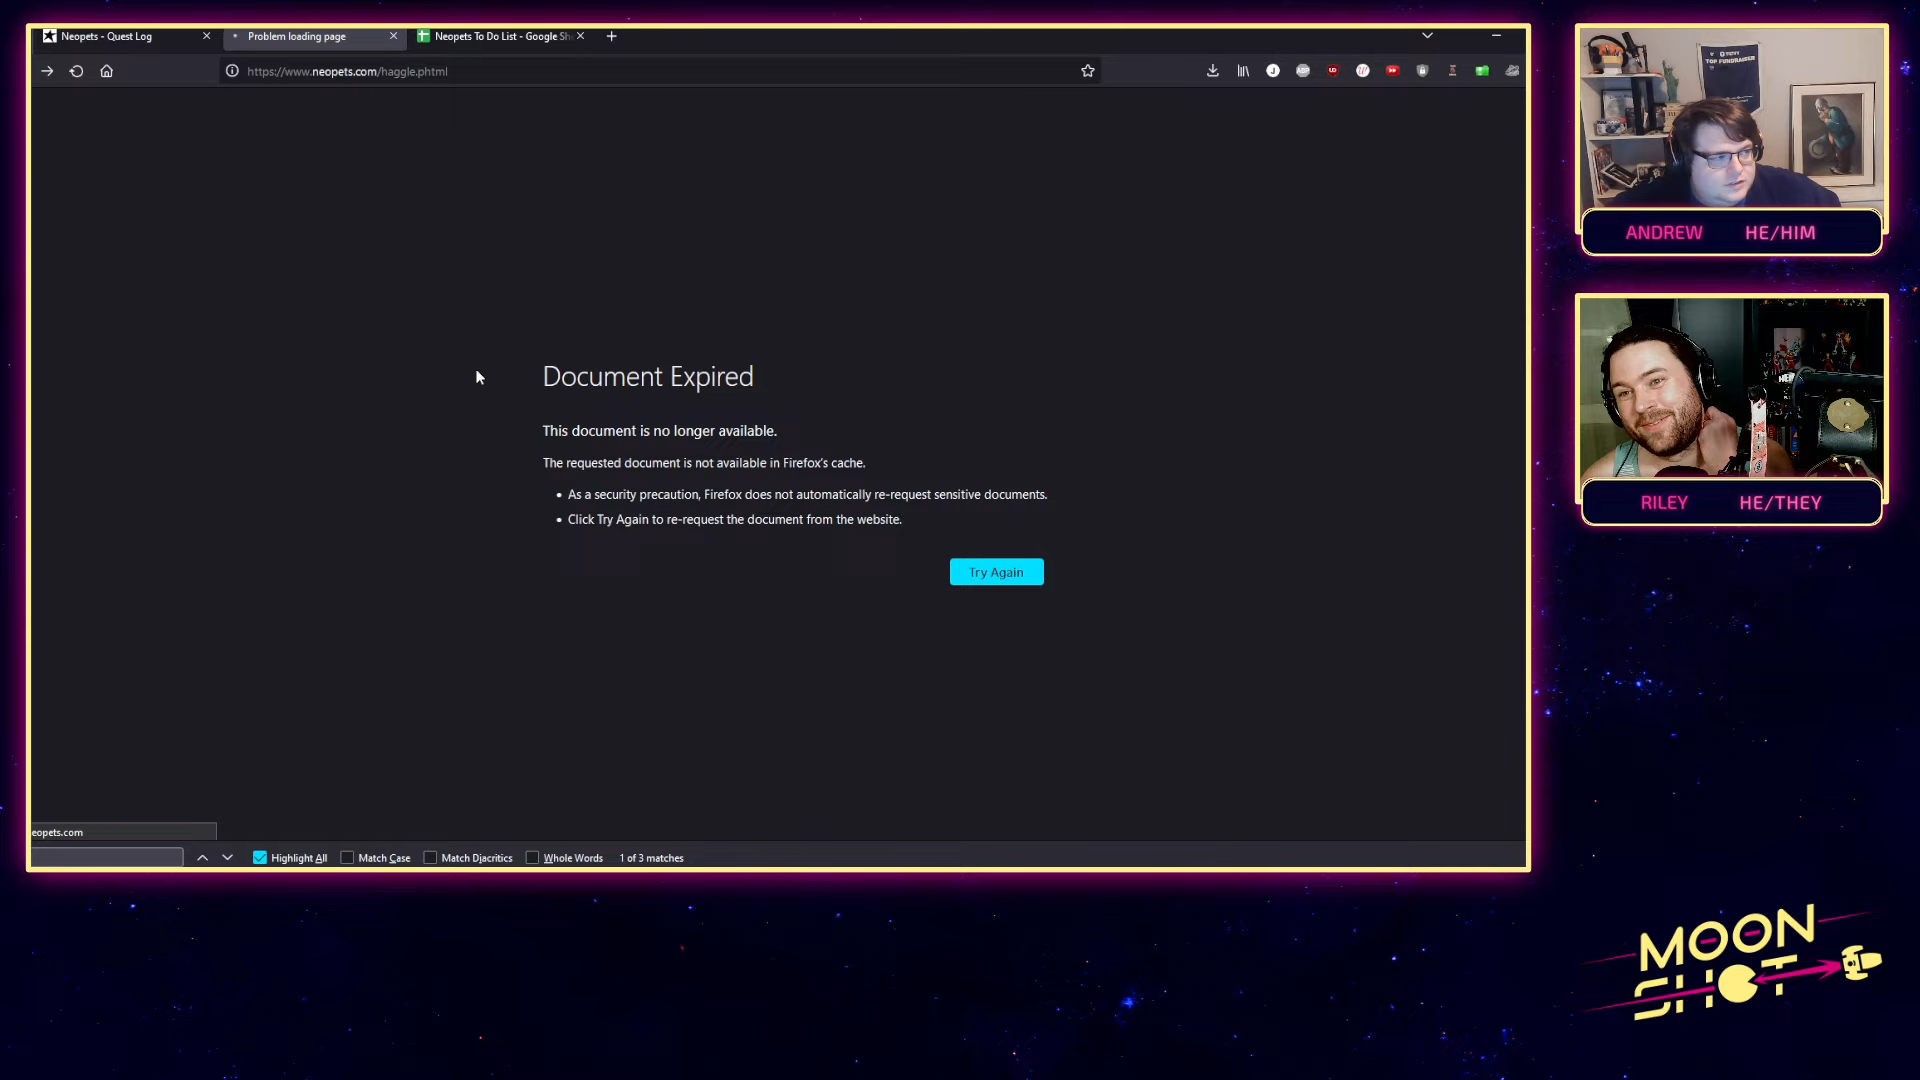 Neopets - Quest Log
Problem loading page
Neopets To Do List - Google She
https://www.neopets.com/haggle.phtml
Document Expired
This document is no longer available.
The requested document is not available in Firefox's cache.
As a security precaution, Firefox does not automatically re-request sensitive documents.
Click Try Again to re-request the document from the website.
Try Again
eopets.com
Highlight All
Match Case
Match Diacritics
Whole Words
1 of 3 matches
TOP FUNDRAISER
ANDREW HE/HIM
RILEY HE/THEY
MOON
SHOT